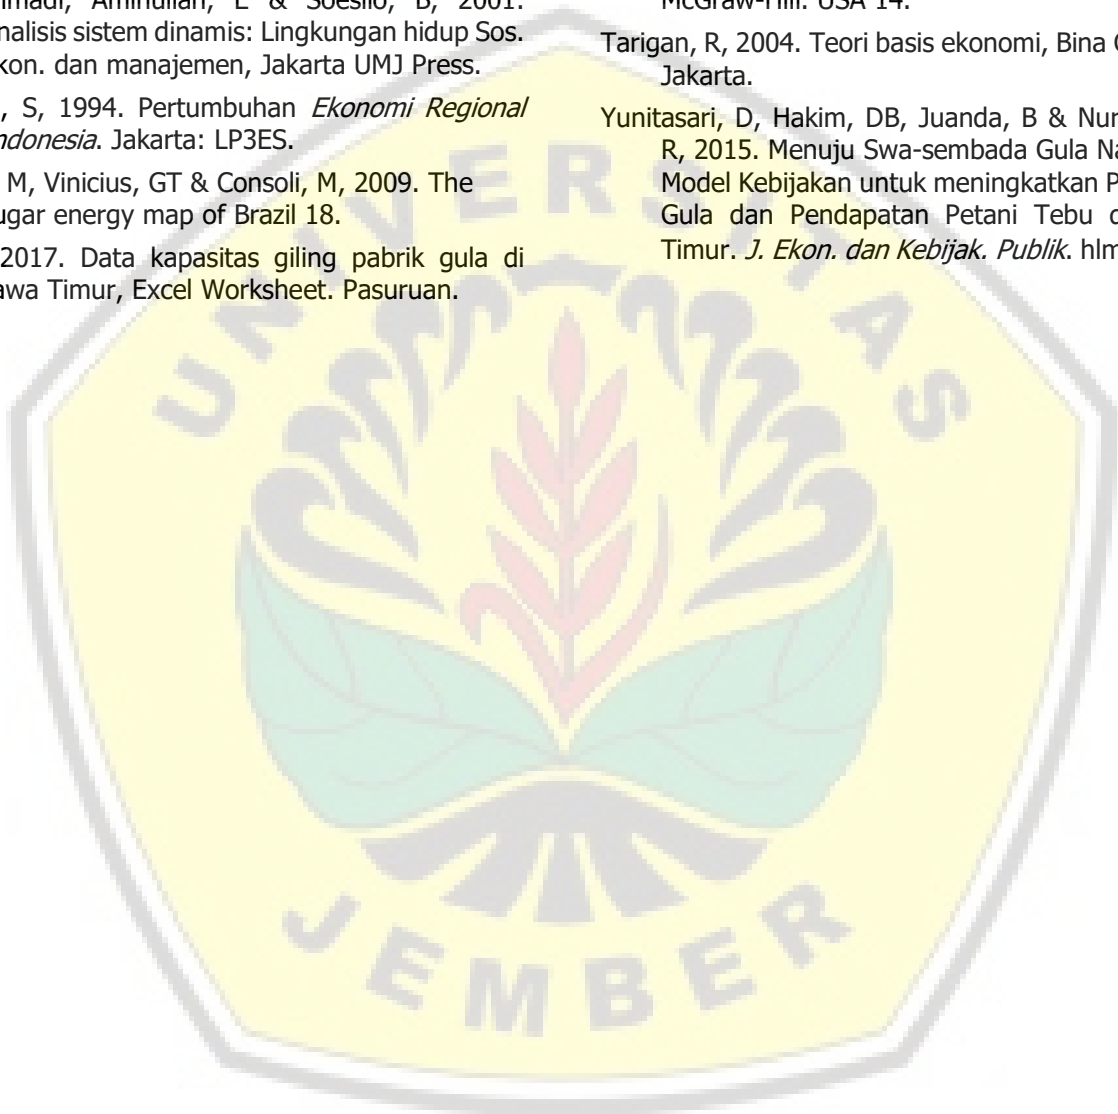 nmadi, Aminullah, E & Soesilo, B, 2001.
nalisis sistem dinamis: Lingkungan hidup Sos.
kon. dan manajemen, Jakarta UMJ Press.
, S, 1994. Pertumbuhan Ekonomi Regional
ndonesia. Jakarta: LP3ES.
M, Vinicius, GT & Consoli, M, 2009. The
ugar energy map of Brazil 18.
2017. Data kapasitas giling pabrik gula di
awa Timur, Excel Worksheet. Pasuruan.
McGraw-Hill. USA 14.
Tarigan, R, 2004. Teori basis ekonomi, Bina G
Jakarta.
Yunitasari, D, Hakim, DB, Juanda, B & Nur
R, 2015. Menuju Swa-sembada Gula Na
Model Kebijakan untuk meningkatkan P
Gula dan Pendapatan Petani Tebu d
Timur. J. Ekon. dan Kebijak. Publik. hlm
UNIVERSITAS
JEMBER